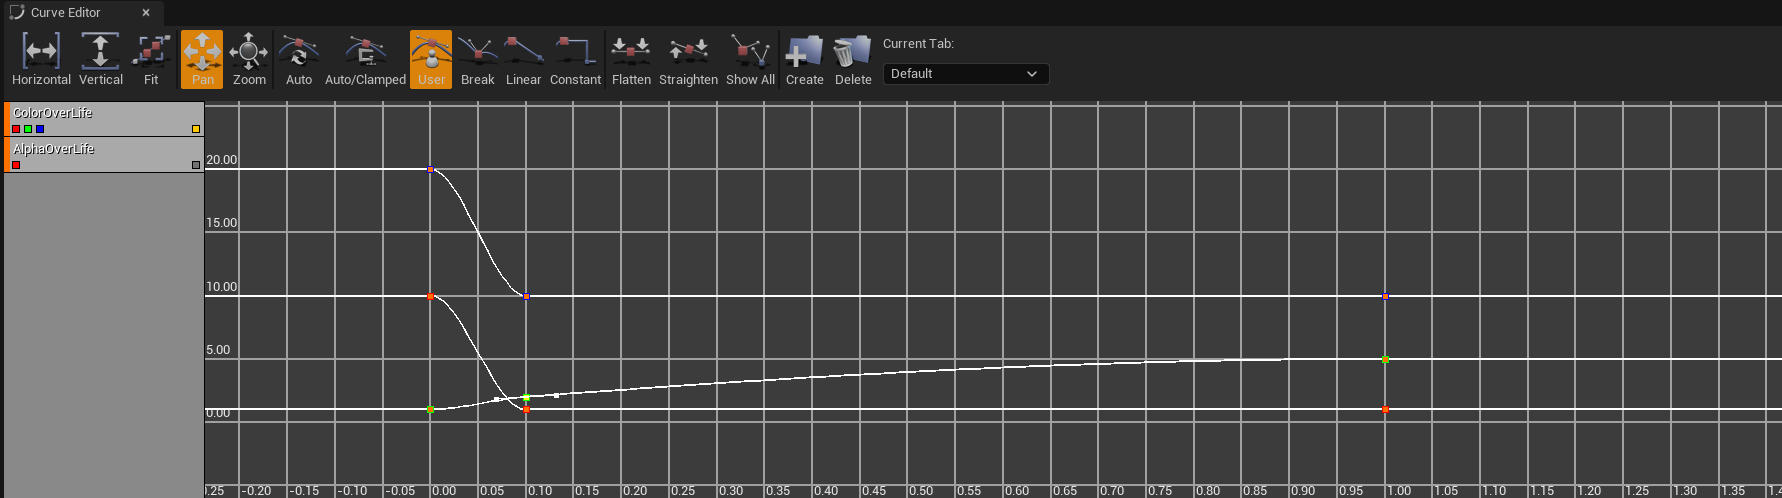 Curve Editor ×
Horizontal Vertical Fit Pan Zoom Auto Auto/Clamped User Break Linear Constant Flatten Straighten Show All Create Delete
Current Tab:
Default
ColorOverLife
AlphaOverLife
20.00
15.00
10.00
5.00
0.00
-0.20 -0.15 -0.10 -0.05 0.00 0.05 0.10 0.15 0.20 0.25 0.30 0.35 0.40 0.45 0.50 0.55 0.60 0.65 0.70 0.75 0.80 0.85 0.90 0.95 1.00 1.05 1.10 1.15 1.20 1.25 1.30 1.35